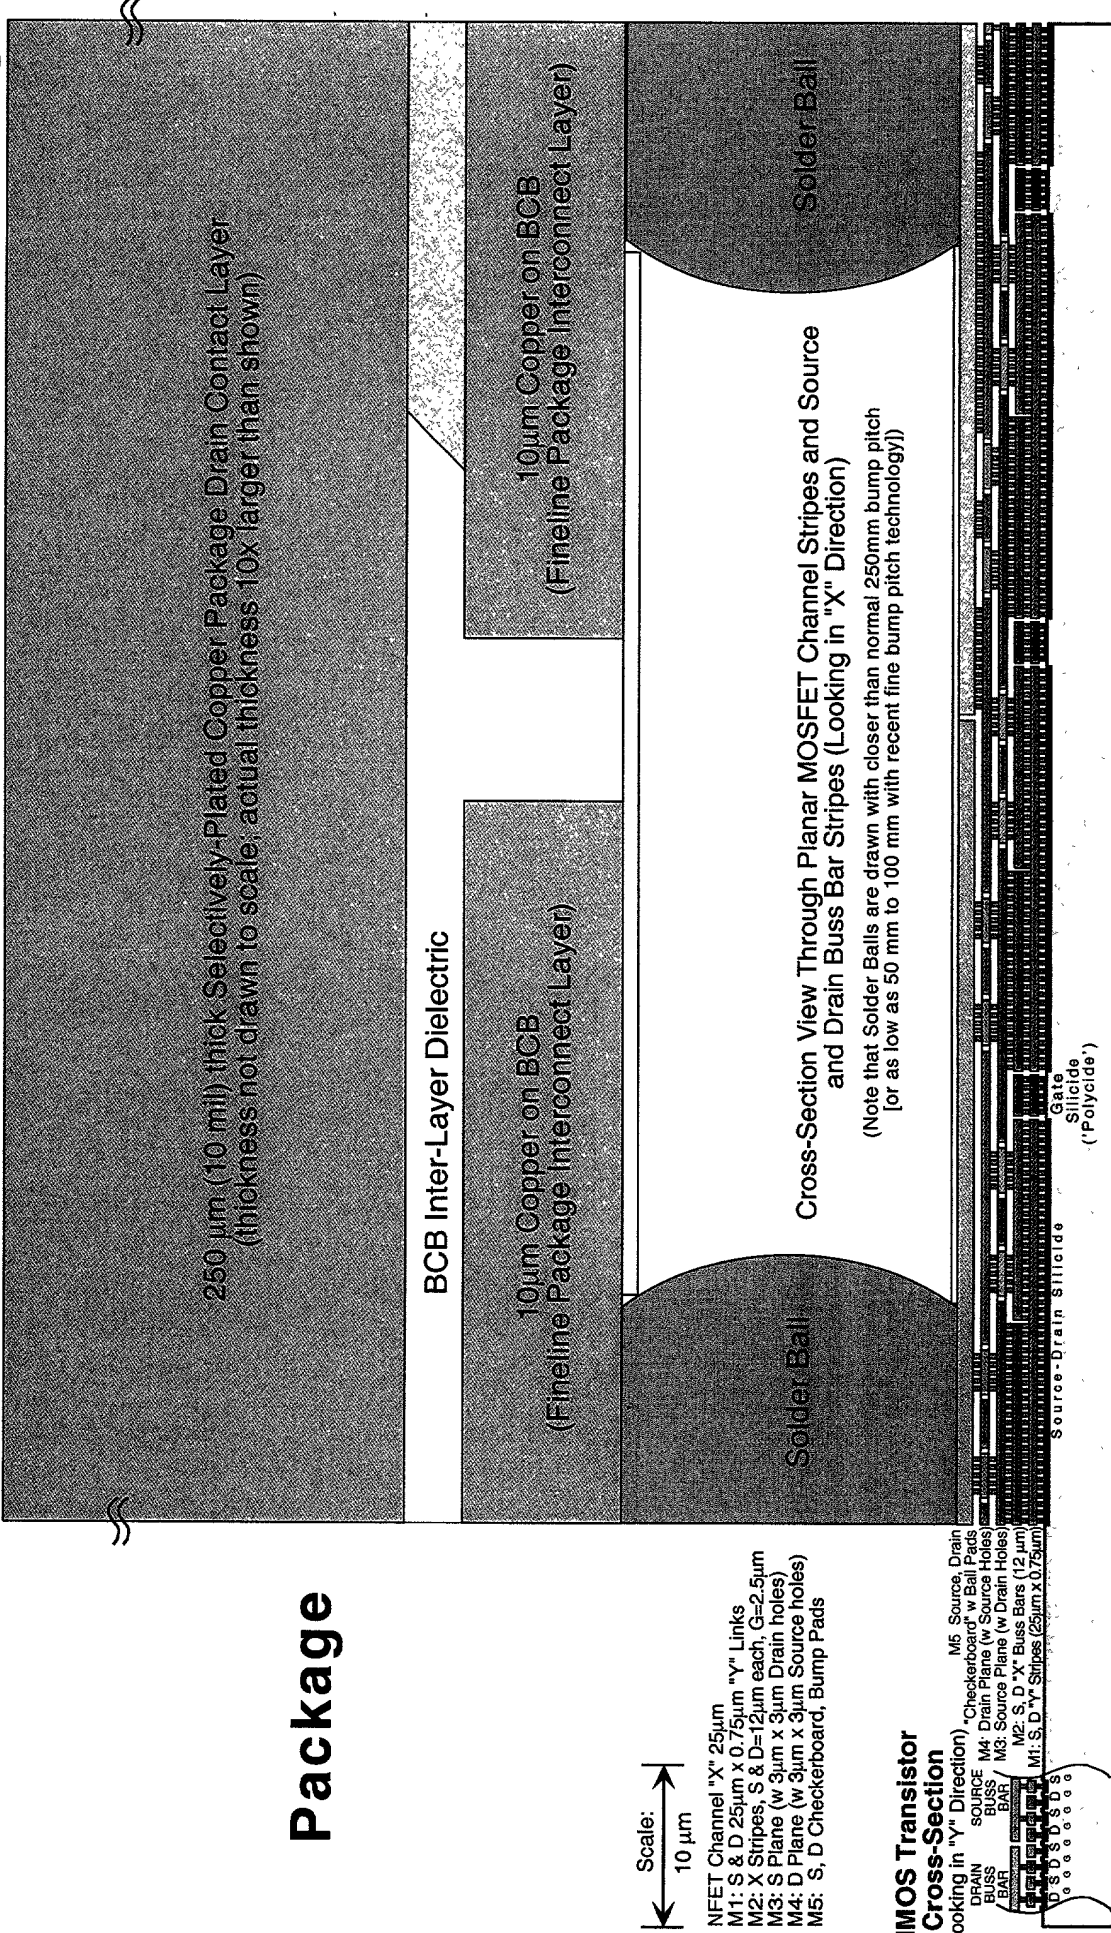 Package
250 µm (10 mil) thick Selectively-Plated Copper Package Drain Contact Layer
(thickness not drawn to scale; actual thickness 10x larger than shown)
BCB Inter-Layer Dielectric
10µm Copper on BCB
(Fineline Package Interconnect Layer)
10µm Copper on BCB
(Fineline Package Interconnect Layer)
Solder Ball
Solder Ball
Cross-Section View Through Planar MOSFET Channel Stripes and Source
and Drain Buss Bar Stripes (Looking in "X" Direction)
(Note that Solder Balls are drawn with closer than normal 250mm bump pitch
[or as low as 50 mm to 100 mm with recent fine bump pitch technology])
Scale:
10 µm
NFET Channel "X" 25µm
M1: S & D 25µm x 0.75µm "Y" Links
M2: X Stripes, S & D=12µm each, G=2.5µm
M3: S Plane (w 3µm x 3µm Drain holes)
M4: D Plane (w 3µm x 3µm Source holes)
M5: S, D Checkerboard, Bump Pads
MOS Transistor
Cross-Section
ooking in "Y" Direction)
DRAIN
BUSS
BAR
SOURCE
BUSS
BAR
M5 Source, Drain
"Checkerboard" w Ball Pads
M4: Drain Plane (w Source Holes)
M3: Source Plane (w Drain Holes)
M2: S, D "X" Buss Bars (12 µm)
M1: S, D "Y" Stripes (25µm x 0.75µm)
D S D S D S D S
G G G G G G G
Source-Drain Silicide
Gate
Silicide
('Polycide')